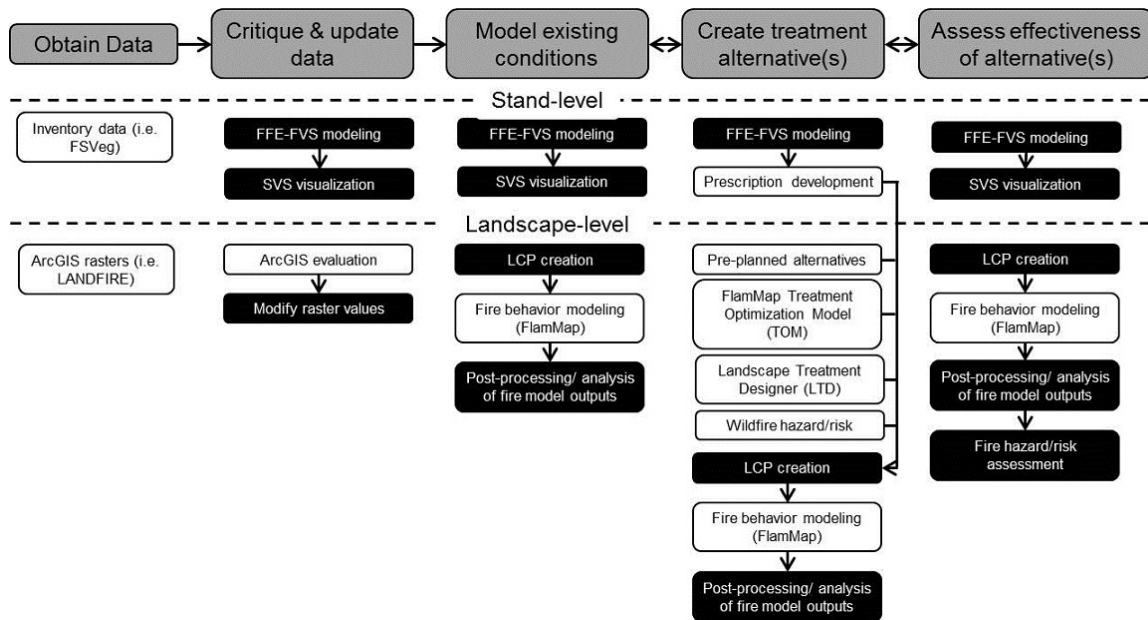 Obtain Data
Critique & update
data
Model existing
conditions
Create treatment
alternative(s)
Assess effectiveness
of alternative(s)
Stand-level
Inventory data (i.e.
FSVeg)
FFE-FVS modeling
SVS visualization
FFE-FVS modeling
SVS visualization
FFE-FVS modeling
Prescription development
FFE-FVS modeling
SVS visualization
Landscape-level
ArcGIS rasters (i.e.
LANDFIRE)
ArcGIS evaluation
Modify raster values
LCP creation
Fire behavior modeling
(FlamMap)
Post-processing/ analysis
of fire model outputs
Pre-planned alternatives
FlamMap Treatment
Optimization Model
(TOM)
Landscape Treatment
Designer (LTD)
Wildfire hazard/risk
LCP creation
Fire behavior modeling
(FlamMap)
Post-processing/ analysis
of fire model outputs
LCP creation
Fire behavior modeling
(FlamMap)
Post-processing/ analysis
of fire model outputs
Fire hazard/risk
assessment